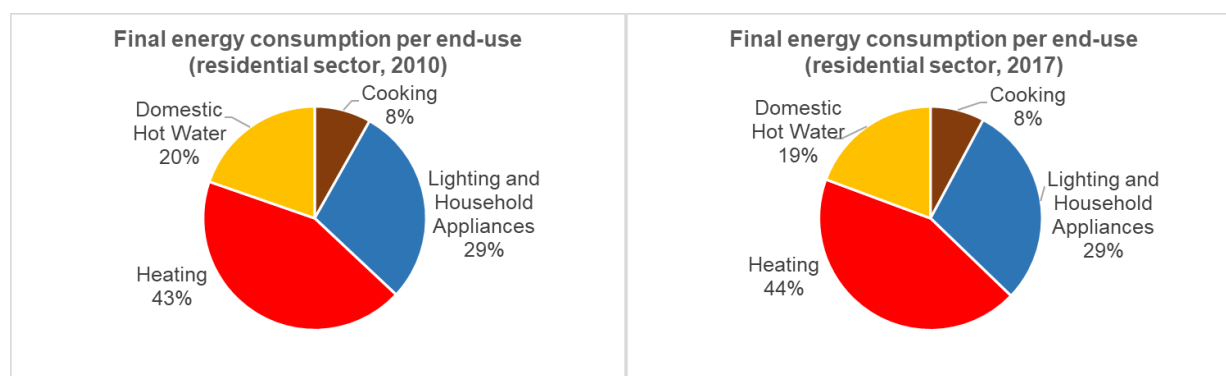 Final energy consumption per end-use
(residential sector, 2010)
Cooking
8%
Domestic
Hot Water
20%
Lighting and
Household
Appliances
29%
Heating
43%
Final energy consumption per end-use
(residential sector, 2017)
Cooking
8%
Domestic
Hot Water
19%
Lighting and
Household
Appliances
29%
Heating
44%